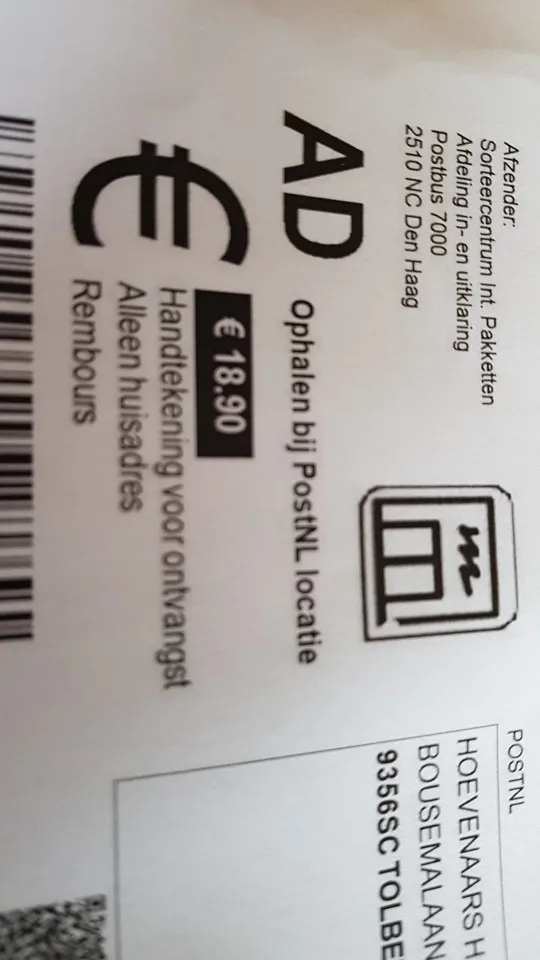 Afzender:
Sorteercentrum Int. Pakketten
Afdeling in- en uitklaring
Postbus 7000
2510 NC Den Haag
AD
Ophalen bij PostNL locatie
€
€ 18.90
Handtekening voor ontvangst
Alleen huisadres
Rembours
POSTNL
HOEVENAARS H
BOUSEMALAAN
9356SC TOLBE